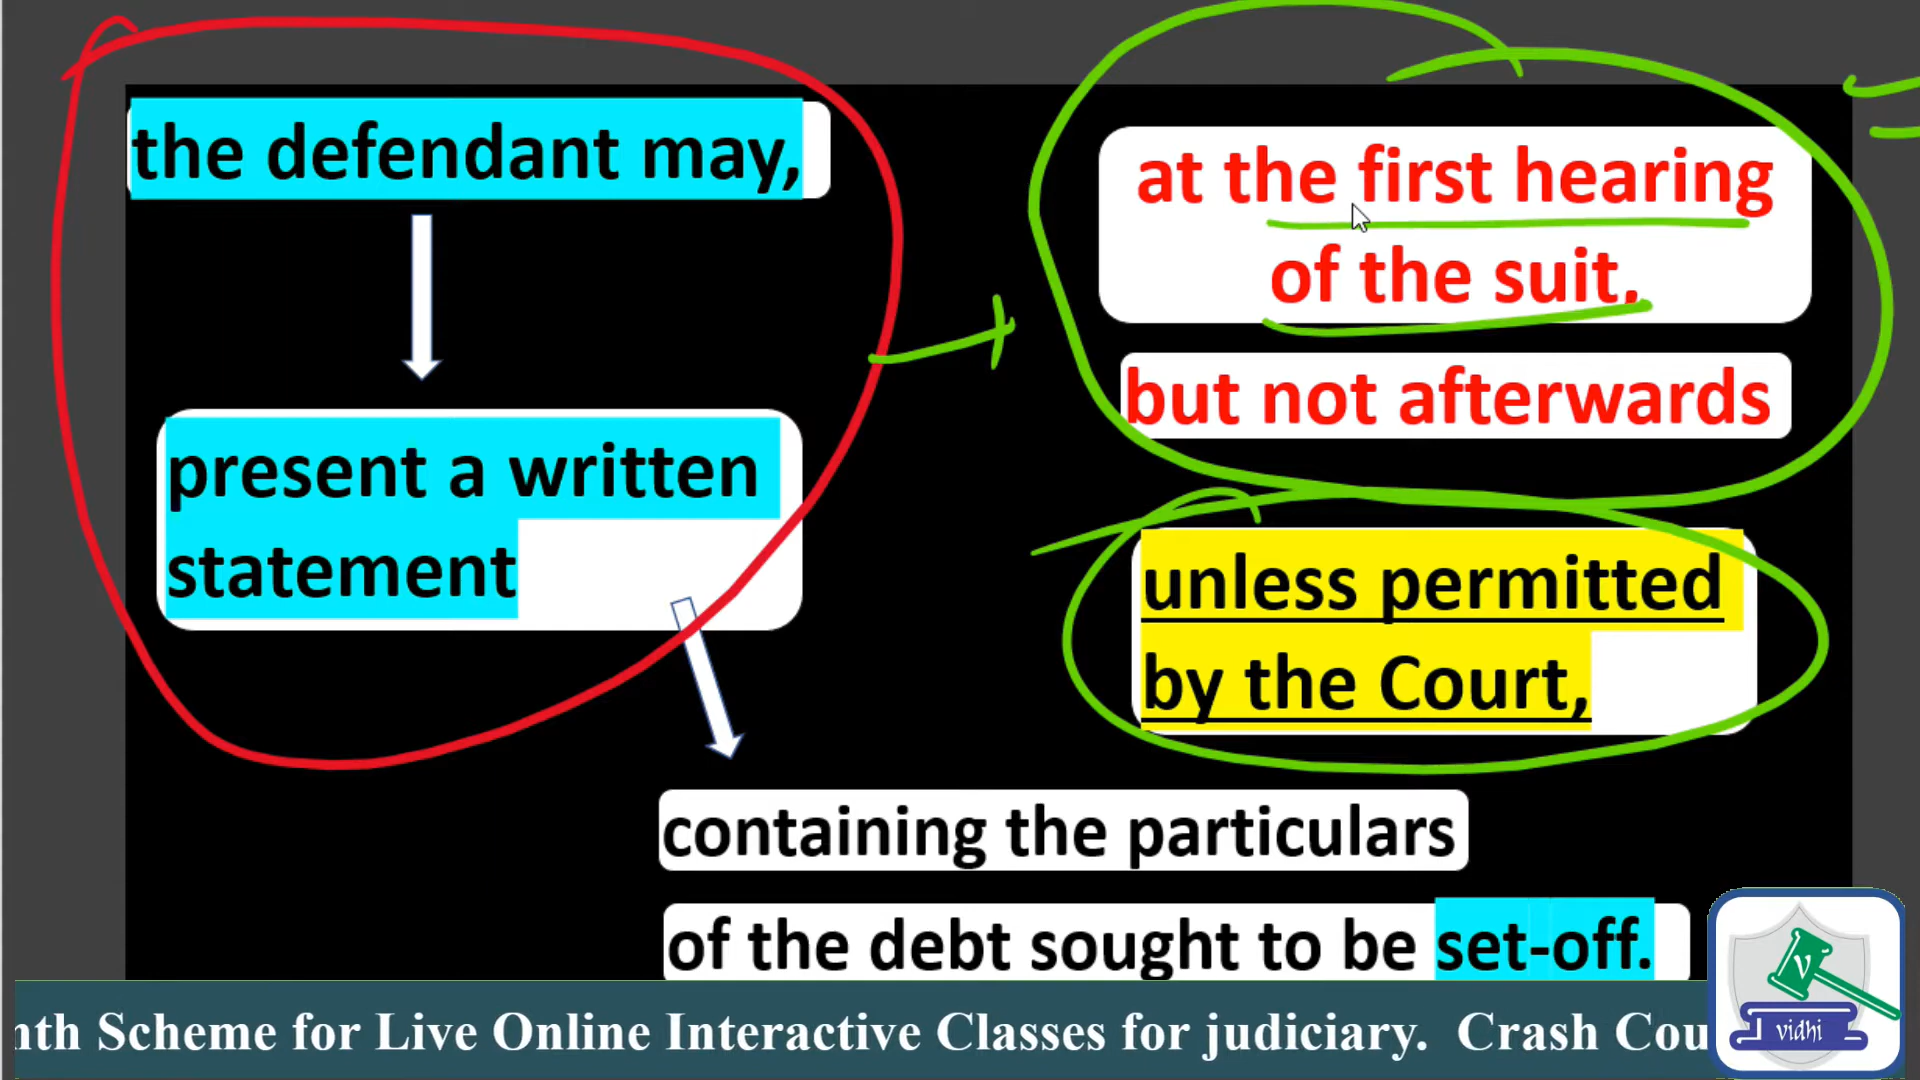 the defendant may,
present a written
statement
at the first hearing
of the suit,
but not afterwards
unless permitted
by the Court,
containing the particulars
of the debt sought to be set-off.
nth Scheme for Live Online Interactive Classes for judiciary. Crash Cou
V
vidhi